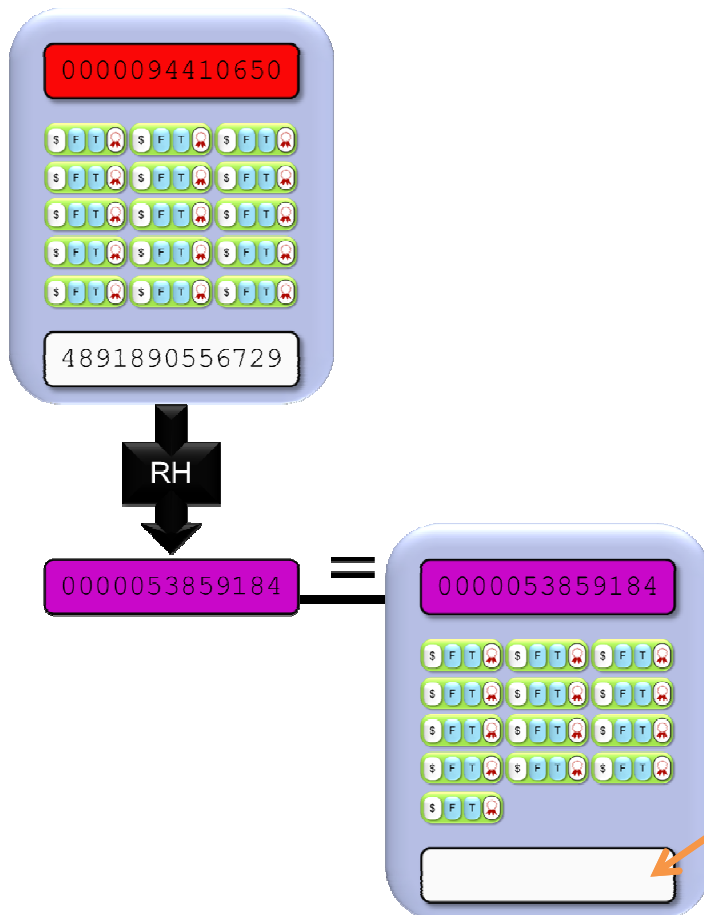 0000094410650
$ F T $ F T $ F T
$ F T $ F T $ F T
$ F T $ F T $ F T
$ F T $ F T $ F T
$ F T $ F T $ F T
4891890556729
RH
0000053859184 = 0000053859184
$ F T $ F T $ F T
$ F T $ F T $ F T
$ F T $ F T $ F T
$ F T $ F T $ F T
$ F T